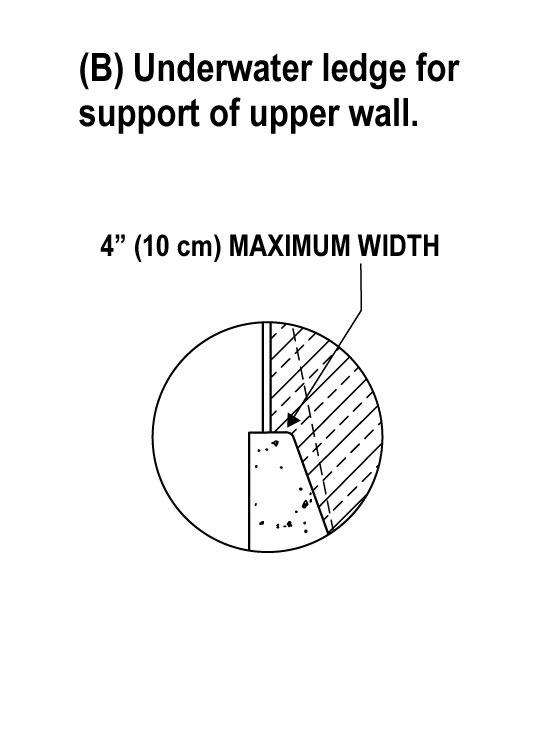 (B) Underwater ledge for
support of upper wall.
4” (10 cm) MAXIMUM WIDTH